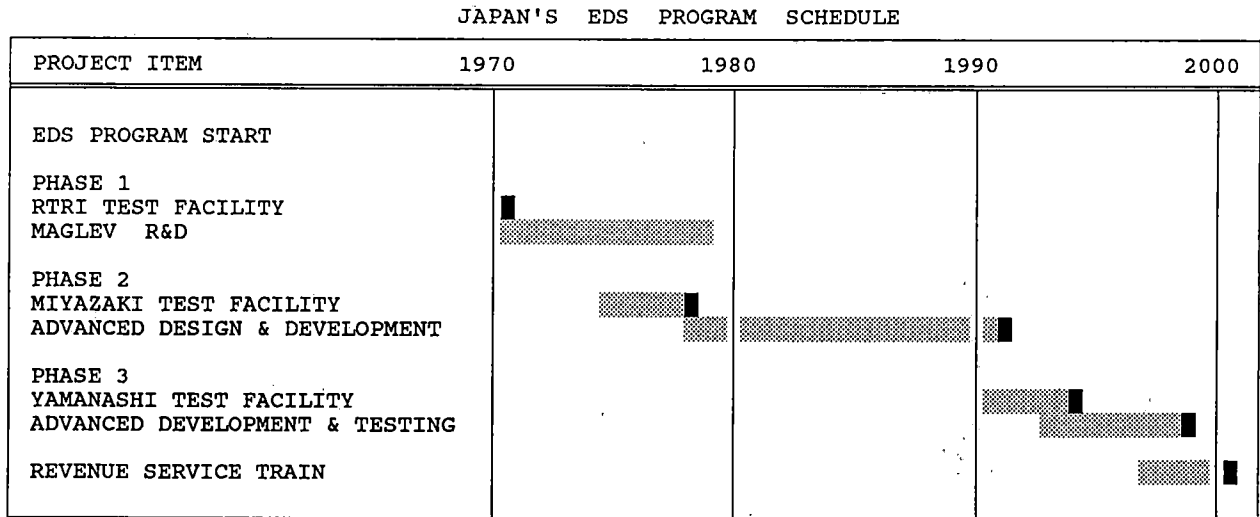 JAPAN'S EDS PROGRAM SCHEDULE
PROJECT ITEM 1970 1980 1990 2000
EDS PROGRAM START
PHASE 1
RTRI TEST FACILITY
MAGLEV R&D
PHASE 2
MIYAZAKI TEST FACILITY
ADVANCED DESIGN & DEVELOPMENT
PHASE 3
YAMANASHI TEST FACILITY
ADVANCED DEVELOPMENT & TESTING
REVENUE SERVICE TRAIN